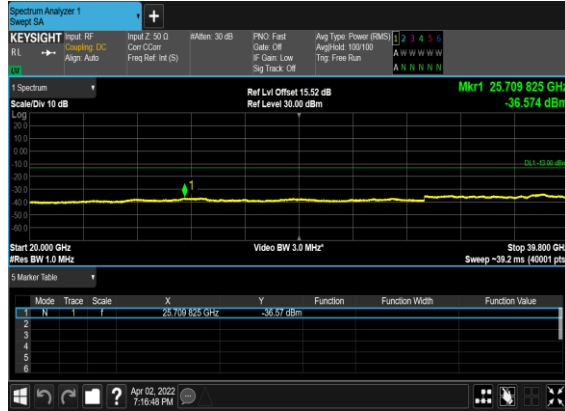 Spectrum Analyzer 1
Swept SA
+
KEYSIGHT Input: RF Input Z: 50 Ω #Atten: 30 dB PNO: Fast Avg Type: Power (RMS) 1 2 3 4 5 6
RL Coupling: DC Corr CCorr Gate: Off Avg|Hold: 100/100 A W W W W W
Align: Auto Freq Ref: Int (S) IF Gain: Low Trig: Free Run
Sig Track: Off A N N N N N
1 Spectrum Ref Lvl Offset 15.52 dB Mkr1 25.709 825 GHz
Scale/Div 10 dB Ref Level 30.00 dBm -36.574 dBm
Log
20.0
10.0
0.00
-10.0 DL1 -13.00 dBm
-20.0
-30.0 1
-40.0
-50.0
-60.0
Start 20.000 GHz Video BW 3.0 MHz* Stop 39.800 GHz
#Res BW 1.0 MHz Sweep ~39.2 ms (40001 pts)
5 Marker Table
Mode Trace Scale X Y Function Function Width Function Value
1 N 1 f 25.709 825 GHz -36.57 dBm
2
3
4
5
6
? Apr 02, 2022
7:16:48 PM